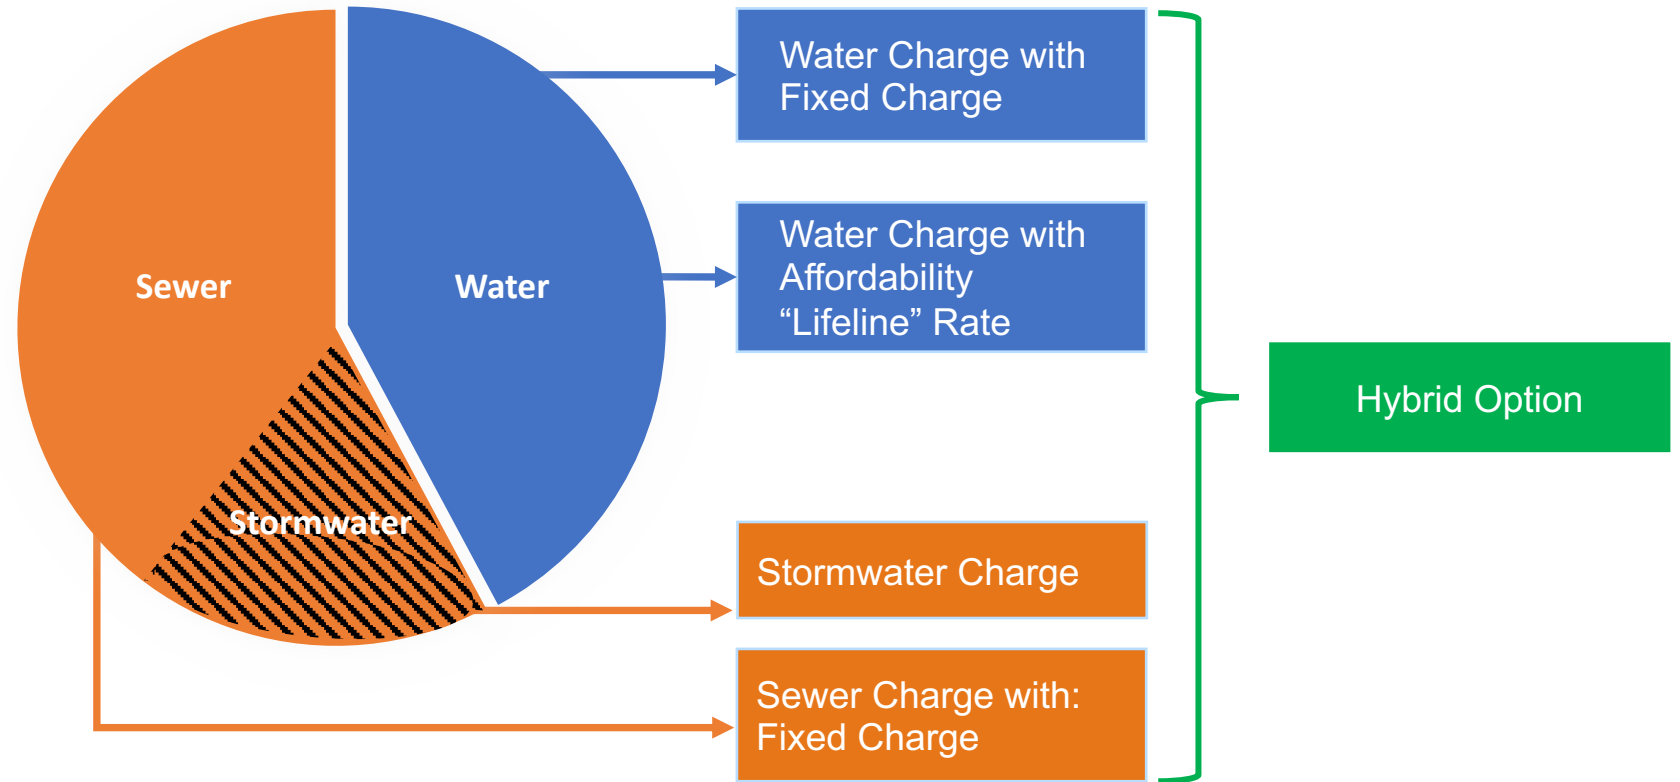 Sewer
Water
Stormwater
Water Charge with
Fixed Charge
Water Charge with
Affordability
“Lifeline” Rate
Stormwater Charge
Sewer Charge with:
Fixed Charge
Hybrid Option